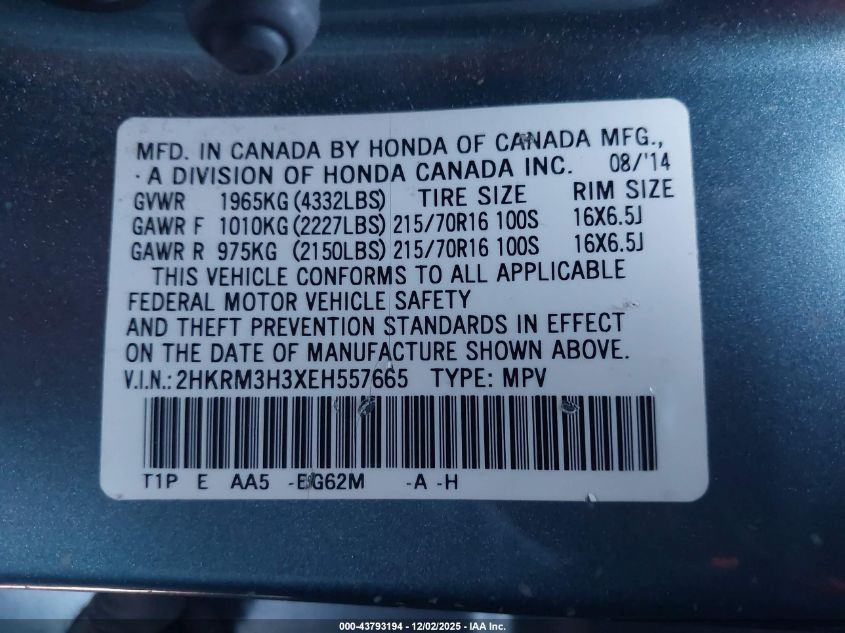 MFD. IN CANADA BY HONDA OF CANADA MFG.,
·A DIVISION OF HONDA CANADA INC. 08/'14
GVWR 1965KG (4332LBS) TIRE SIZE RIM SIZE
GAWR F 1010KG (2227LBS) 215/70R16 100S 16X6.5J
GAWR R 975KG (2150LBS) 215/70R16 100S 16X6.5J
THIS VEHICLE CONFORMS TO ALL APPLICABLE
FEDERAL MOTOR VEHICLE SAFETY
AND THEFT PREVENTION STANDARDS IN EFFECT
ON THE DATE OF MANUFACTURE SHOWN ABOVE.
V.I.N.: 2HKRM3H3XEH557665 TYPE: MPV
T1P E AA5 -EG62M -A -H
000-43793194 - 12/02/2025 - IAA Inc.